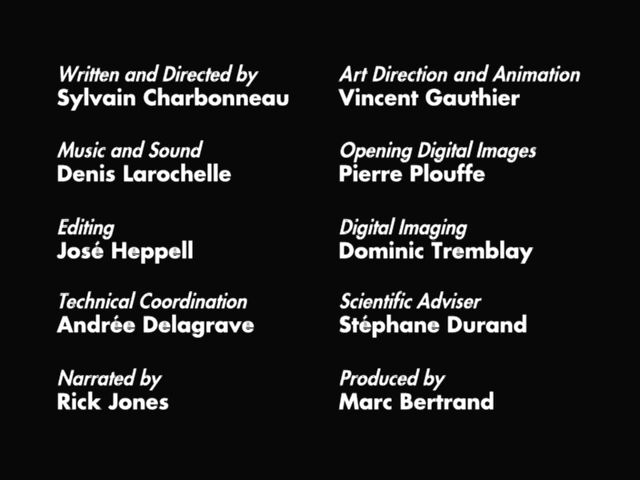 Written and Directed by
Sylvain Charbonneau
Art Direction and Animation
Vincent Gauthier
Music and Sound
Denis Larochelle
Opening Digital Images
Pierre Plouffe
Editing
José Heppell
Digital Imaging
Dominic Tremblay
Technical Coordination
Andrée Delagrave
Scientific Adviser
Stéphane Durand
Narrated by
Rick Jones
Produced by
Marc Bertrand